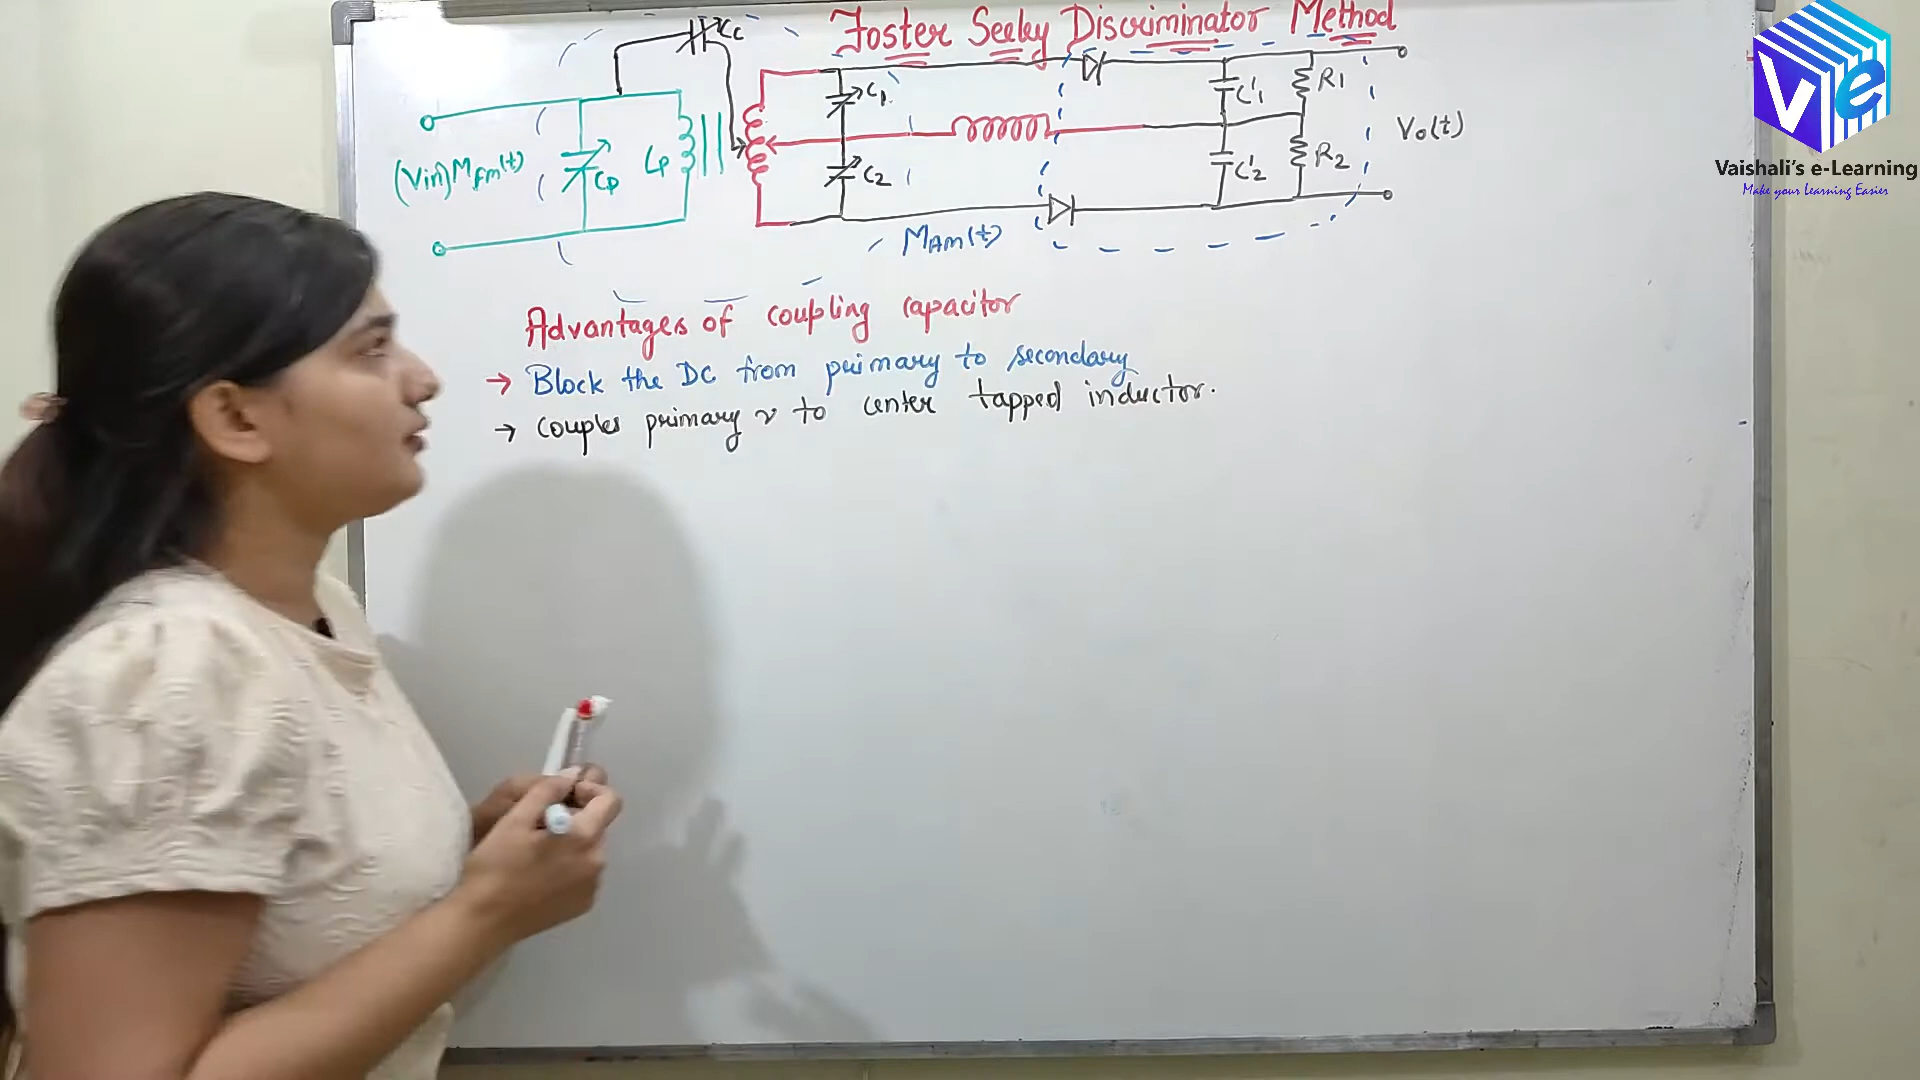 Foster Seeley Discriminator Method
Cc
C1
C'1
R1
(Vin) MFM(t)
Cp
Lp
C2
C'2
R2
Vo(t)
MAM(t)
Advantages of coupling capacitor
→ Block the DC from primary to secondary
→ Couples primary v to center tapped inductor.
Ve
Vaishali's e-Learning
Make your Learning Easier